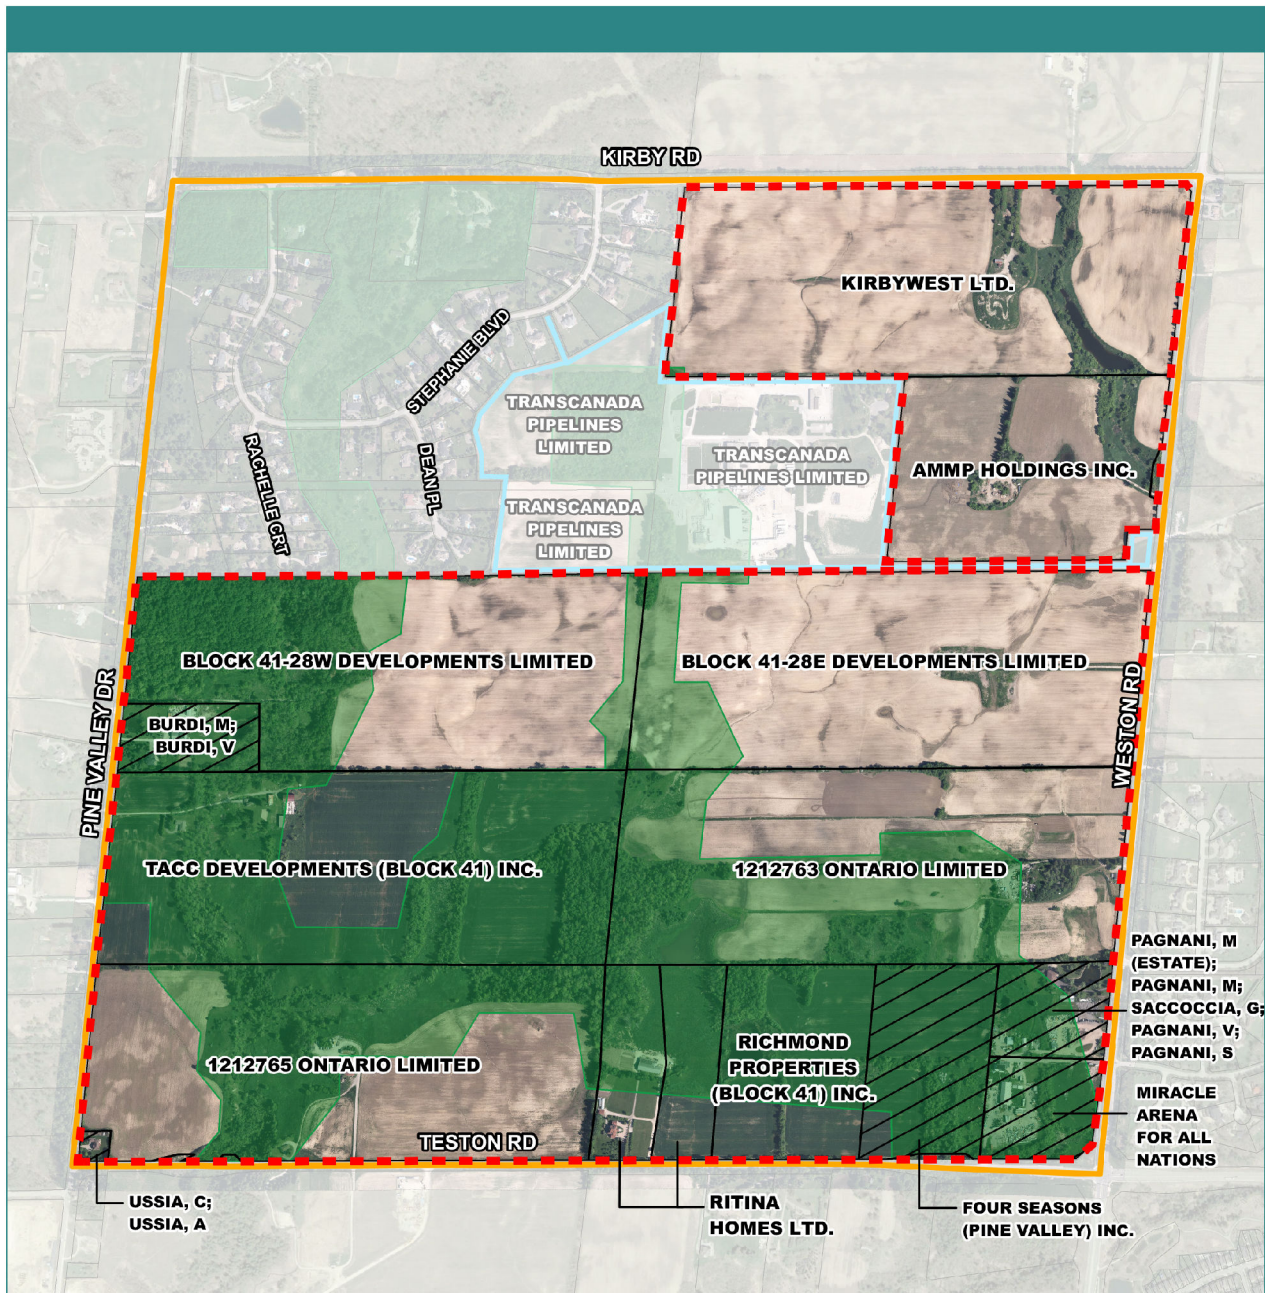 KIRBY RD
KIRBYWEST LTD.
STEPHANIE BLVD
TRANSCANADA
PIPELINES
LIMITED
RACHELLE CRT
DEAN PL
TRANSCANADA
PIPELINES LIMITED
AMMP HOLDINGS INC.
TRANSCANADA
PIPELINES
LIMITED
BLOCK 41-28W DEVELOPMENTS LIMITED
BLOCK 41-28E DEVELOPMENTS LIMITED
PINE VALLEY DR
BURDI, M;
BURDI, V
WESTON RD
TACC DEVELOPMENTS (BLOCK 41) INC.
1212763 ONTARIO LIMITED
PAGNANI, M
(ESTATE);
PAGNANI, M;
SACCOCCIA, G;
PAGNANI, V;
PAGNANI, S
1212765 ONTARIO LIMITED
RICHMOND
PROPERTIES
(BLOCK 41) INC.
MIRACLE
ARENA
FOR ALL
NATIONS
TESTON RD
USSIA, C;
USSIA, A
RITINA
HOMES LTD.
FOUR SEASONS
(PINE VALLEY) INC.